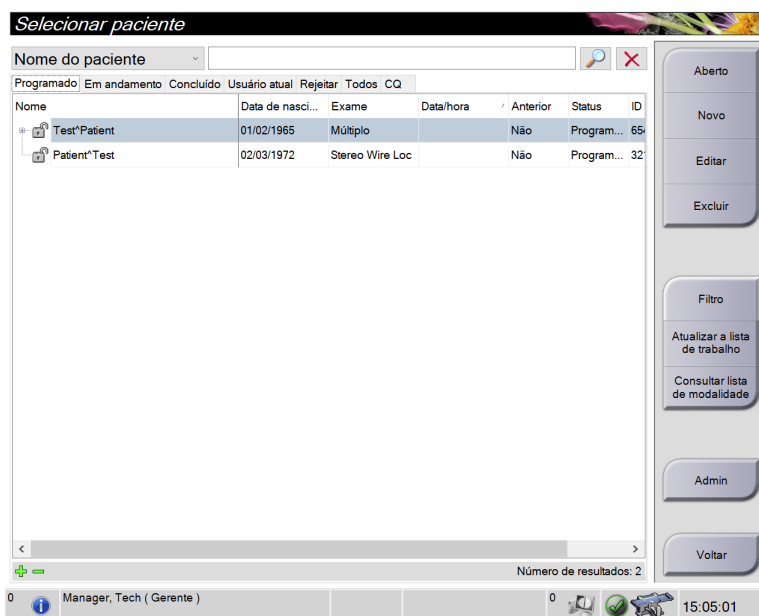 Selecionar paciente
Nome do paciente
Programado Em andamento Concluído Usuário atual Rejeitar Todos CQ
Nome Data de nasci... Exame Data/hora Anterior Status ID
Test^Patient 01/02/1965 Múltiplo Não Program...
Patient^Test 02/03/1972 Stereo Wire Loc Não Program...
Número de resultados: 2
Aberto
Novo
Editar
Excluir
Filtro
Atualizar a lista
de trabalho
Consultar lista
de modalidade
Admin
Voltar
0 Manager, Tech ( Gerente ) 0 15:05:01